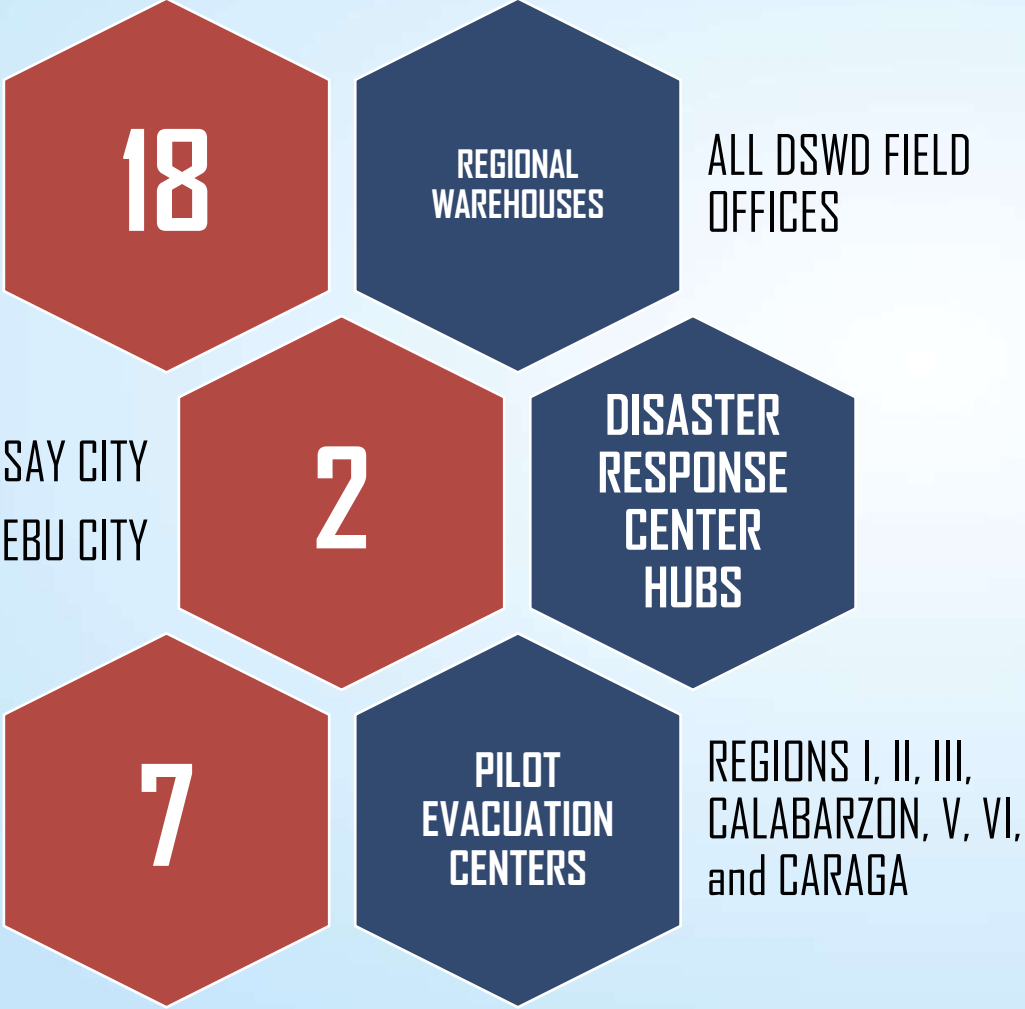 18
REGIONAL
WAREHOUSES
ALL DSWD FIELD
OFFICES
SAY CITY
EBU CITY
2
DISASTER
RESPONSE
CENTER
HUBS
7
PILOT
EVACUATION
CENTERS
REGIONS I, II, III,
CALABARZON, V, VI,
and CARAGA